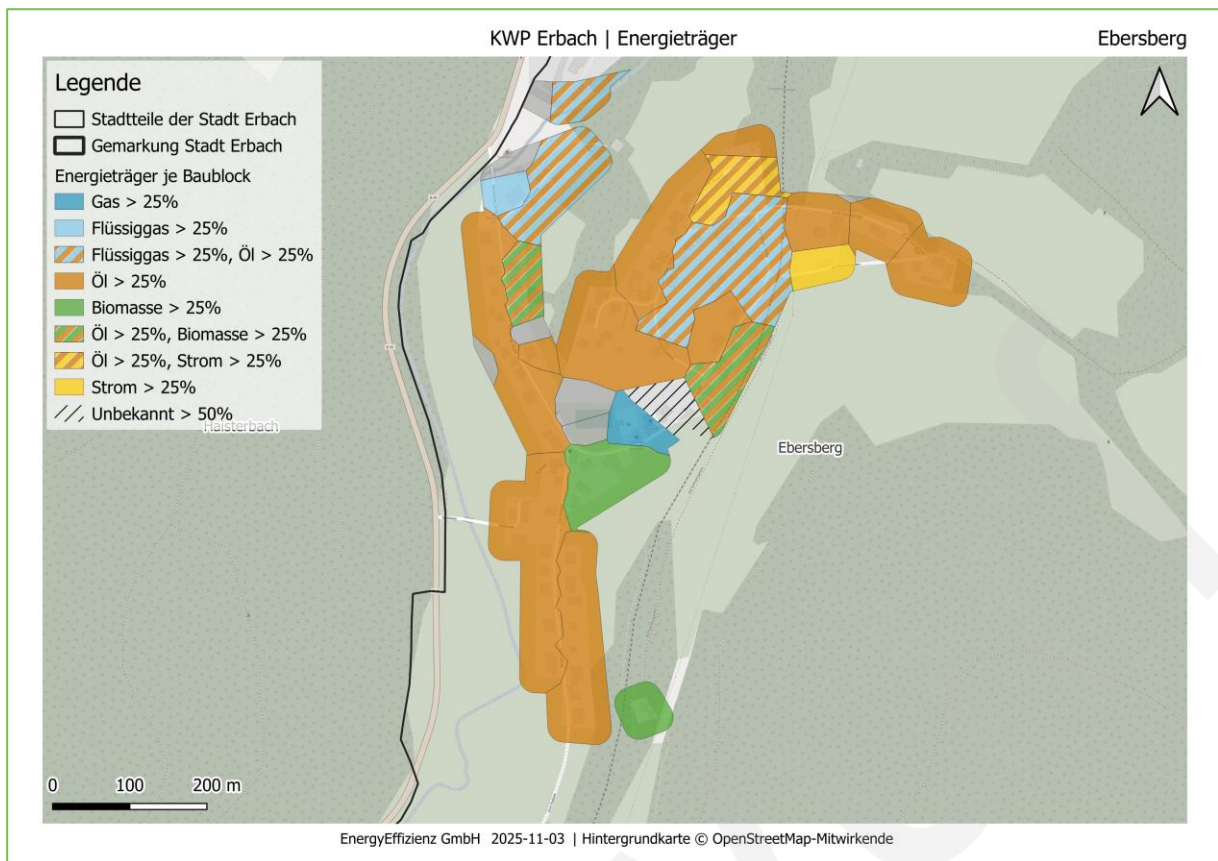 KWP Erbach | Energieträger
Ebersberg
Legende
Stadtteile der Stadt Erbach
Gemarkung Stadt Erbach
Energieträger je Baublock
Gas > 25%
Flüssiggas > 25%
Flüssiggas > 25%, Öl > 25%
Öl > 25%
Biomasse > 25%
Öl > 25%, Biomasse > 25%
Öl > 25%, Strom > 25%
Strom > 25%
Unbekannt > 50%
Haisterbach
Ebersberg
0 100 200 m
EnergyEffizienz GmbH 2025-11-03 | Hintergrundkarte © OpenStreetMap-Mitwirkende